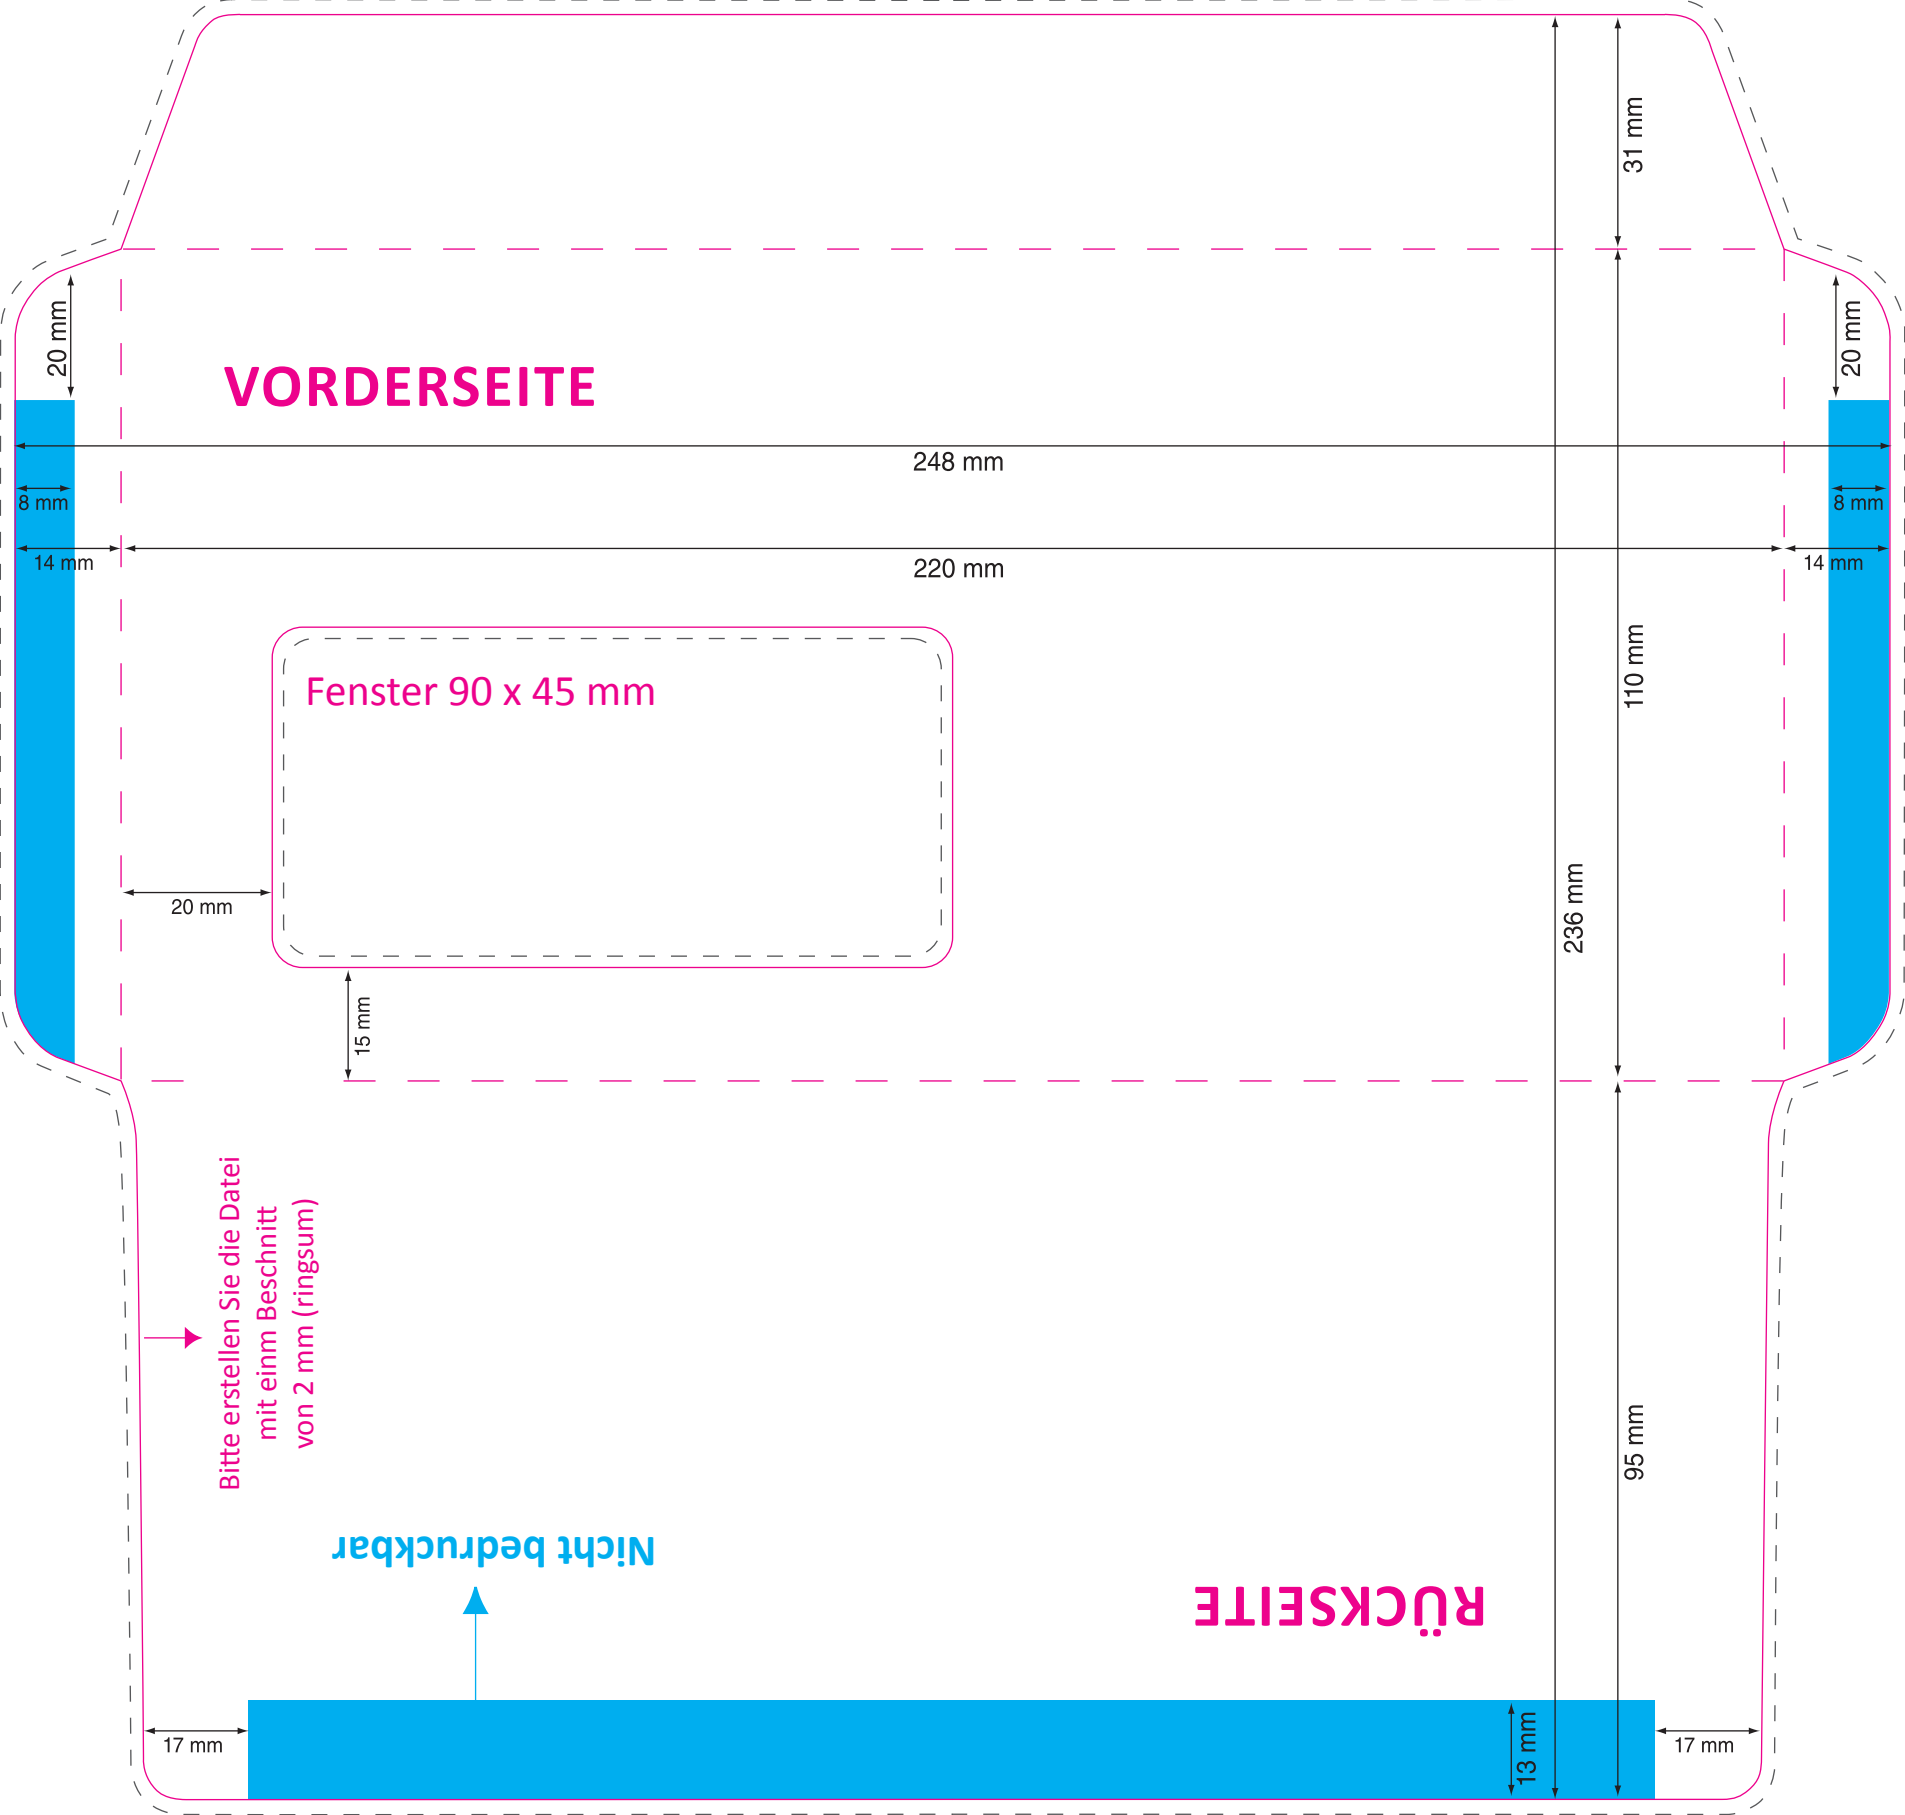 31 mm
20 mm
20 mm
VORDERSEITE
248 mm
8 mm
8 mm
14 mm
220 mm
14 mm
110 mm
Fenster 90 x 45 mm
20 mm
236 mm
15 mm
Bitte erstellen Sie die Datei
mit einm Beschnitt
von 2 mm (ringsum)
95 mm
Nicht bedruckbar
RÜCKSEITE
17 mm
13 mm
17 mm